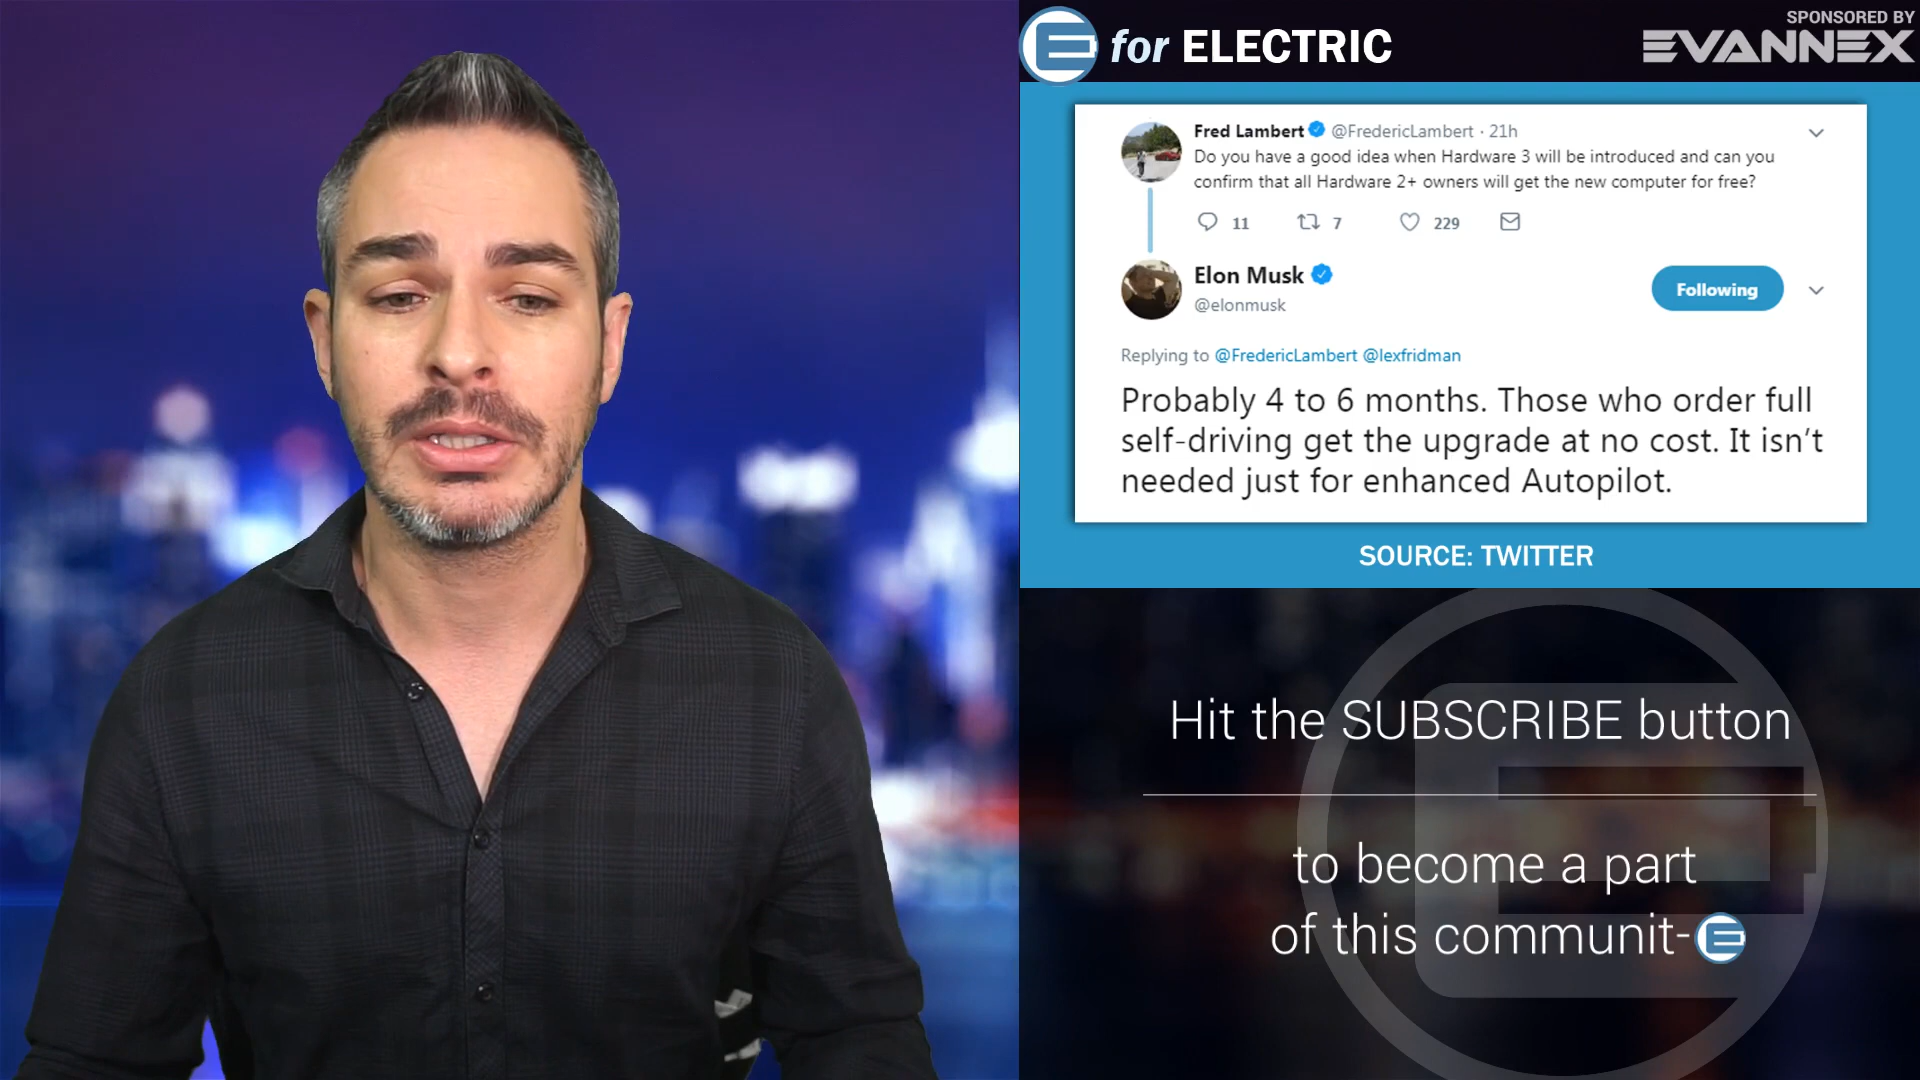 E for ELECTRIC
SPONSORED BY
EVANNEX
Fred Lambert @FredericLambert · 21h
Do you have a good idea when Hardware 3 will be introduced and can you
confirm that all Hardware 2+ owners will get the new computer for free?
11 7 229
Elon Musk
@elonmusk
Following
Replying to @FredericLambert @lexfridman
Probably 4 to 6 months. Those who order full
self-driving get the upgrade at no cost. It isn't
needed just for enhanced Autopilot.
SOURCE: TWITTER
Hit the SUBSCRIBE button
to become a part
of this communit-E